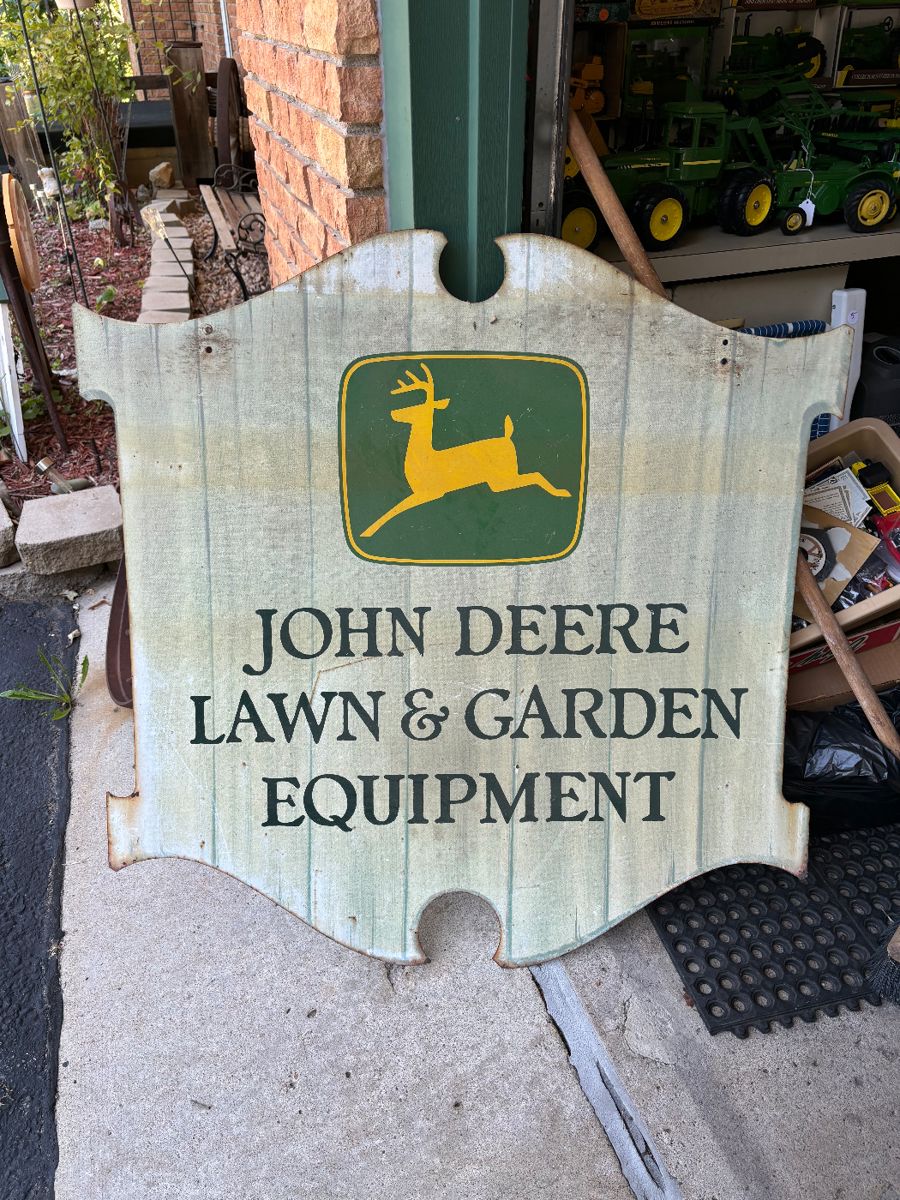 JOHN DEERE
LAWN & GARDEN
EQUIPMENT